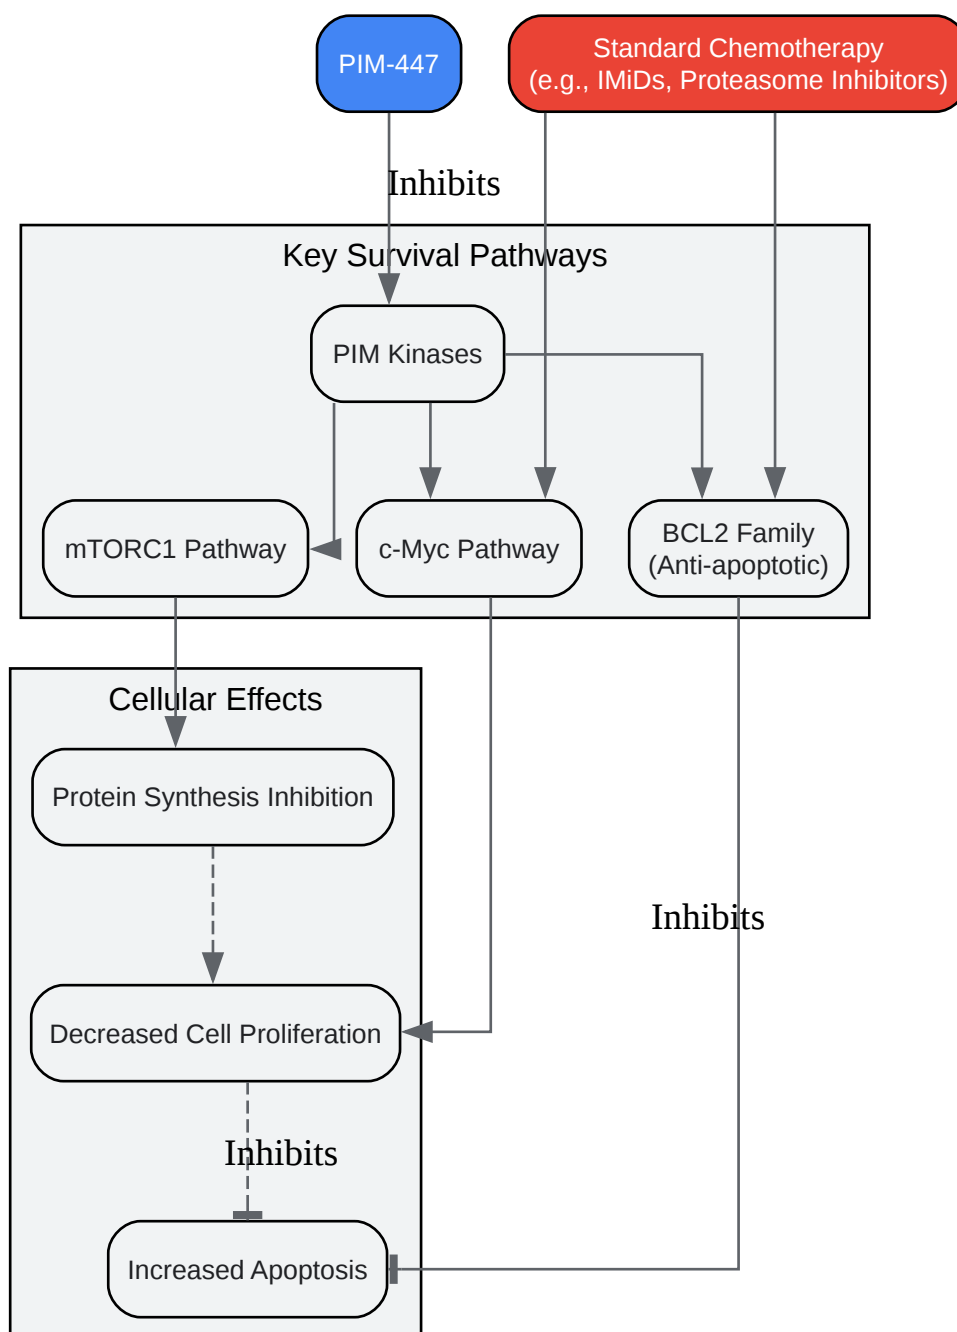 PIM-447
Standard Chemotherapy
(e.g., IMiDs, Proteasome Inhibitors)
Inhibits
Key Survival Pathways
PIM Kinases
mTORC1 Pathway
c-Myc Pathway
BCL2 Family
(Anti-apoptotic)
Cellular Effects
Protein Synthesis Inhibition
Inhibits
Decreased Cell Proliferation
Inhibits
Increased Apoptosis